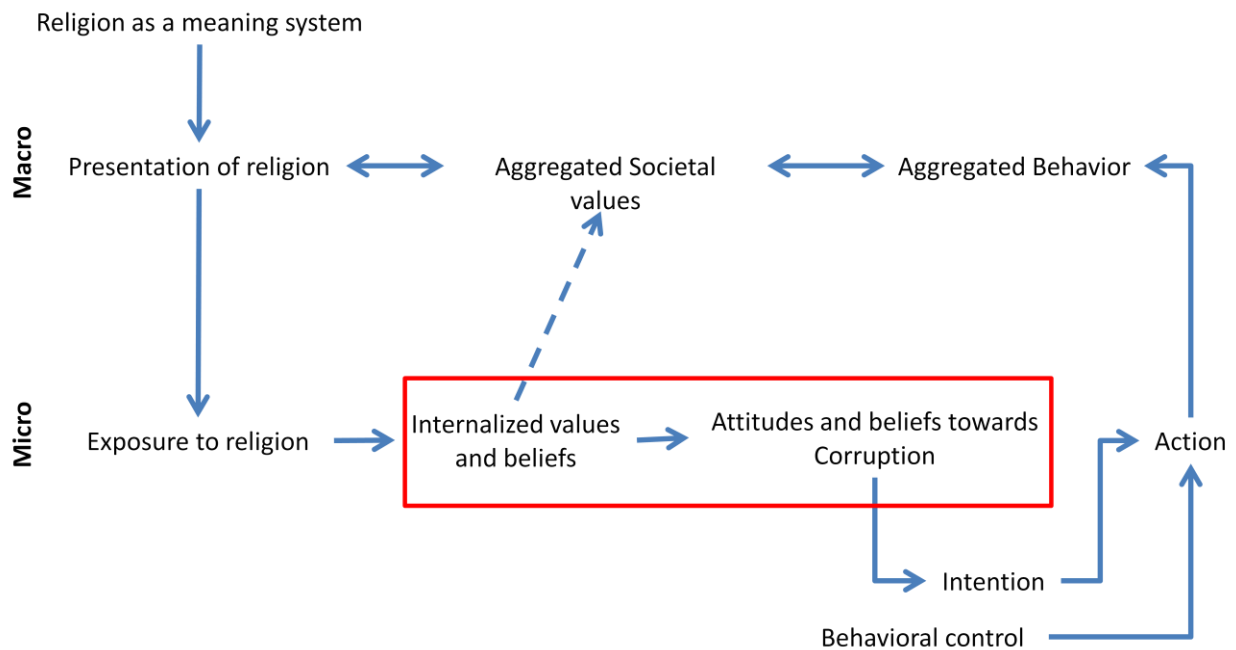 Religion as a meaning system
Macro
Presentation of religion
Aggregated Societal
values
Aggregated Behavior
Micro
Exposure to religion
Internalized values
and beliefs
Attitudes and beliefs towards
Corruption
Action
Intention
Behavioral control